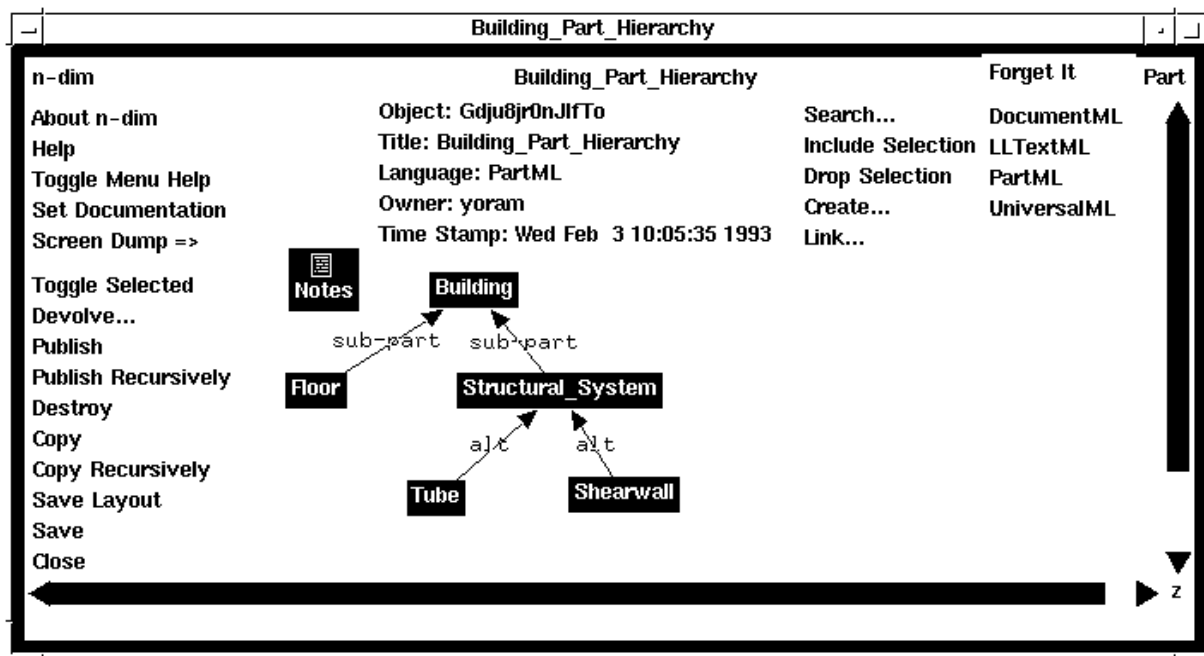 Building_Part_Hierarchy
n-dim
Building_Part_Hierarchy
Forget It
Part
About n-dim
Help
Toggle Menu Help
Set Documentation
Screen Dump =>
Toggle Selected
Devolve...
Publish
Publish Recursively
Destroy
Copy
Copy Recursively
Save Layout
Save
Close
Object: Gdju8jr0nJIfTo
Title: Building_Part_Hierarchy
Language: PartML
Owner: yoram
Time Stamp: Wed Feb 3 10:05:35 1993
Search...
Include Selection
Drop Selection
Create...
Link...
DocumentML
LLTextML
PartML
UniversalML
Notes
Building
sub-part
sub-part
Floor
Structural_System
alt
alt
Tube
Shearwall
z